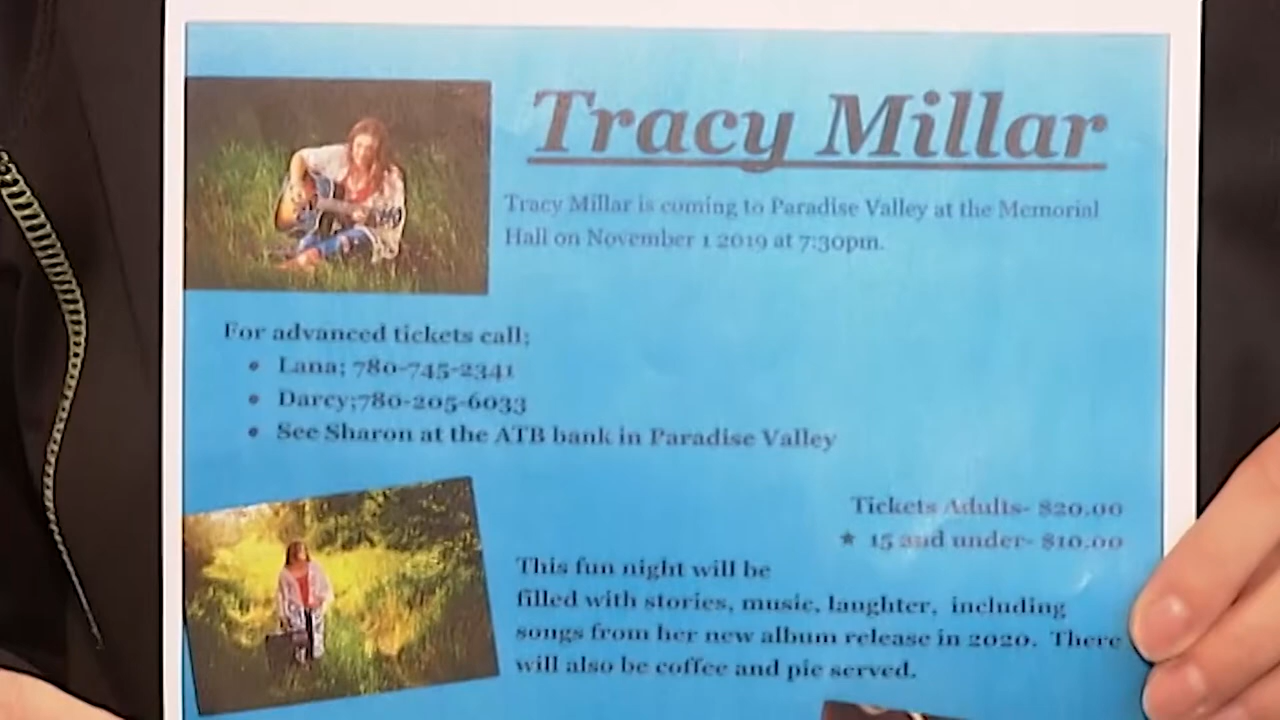 Tracy Millar
Tracy Millar is coming to Paradise Valley at the Memorial
Hall on November 1 2019 at 7:30pm.
For advanced tickets call;
• Lana; 780-745-2341
• Darcy;780-205-6033
• See Sharon at the ATB bank in Paradise Valley
Tickets Adults- $20.00
★ 15 and under- $10.00
This fun night will be
filled with stories, music, laughter, including
songs from her new album release in 2020. There
will also be coffee and pie served.